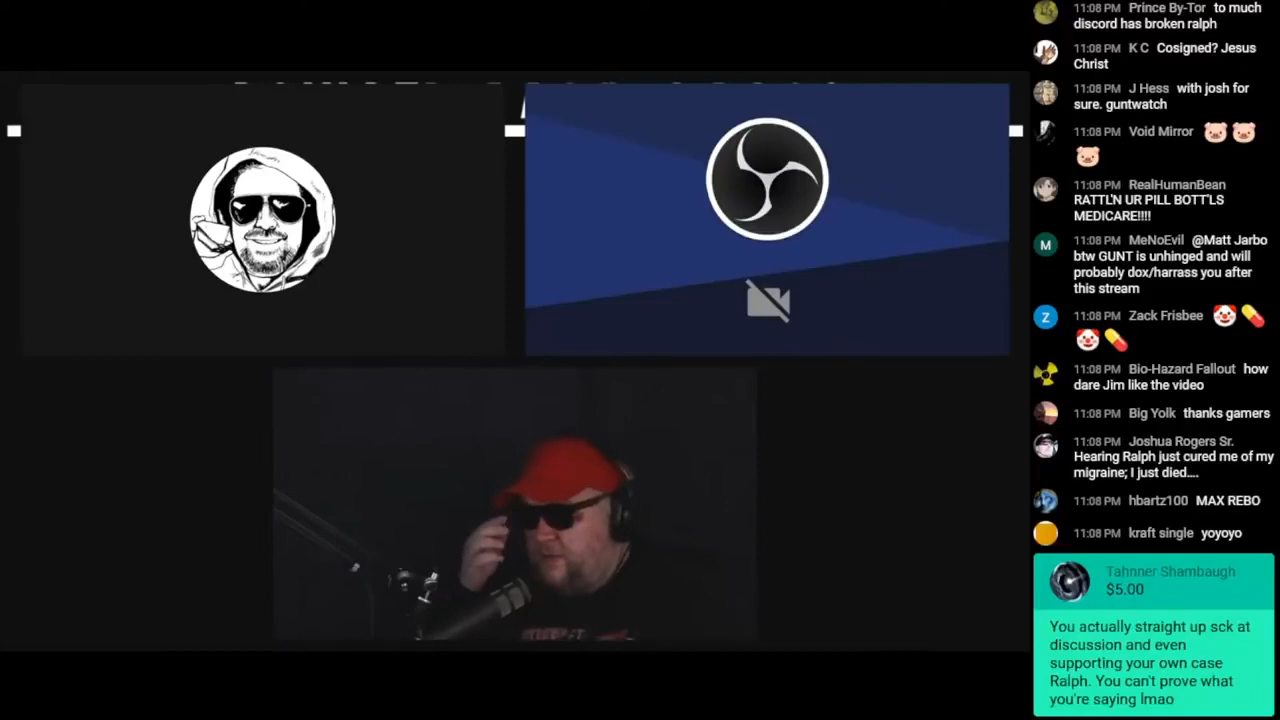 11:08 PM Prince By-Tor to much
discord has broken ralph
11:08 PM K C Cosigned? Jesus
Christ
11:08 PM J Hess with josh for
sure. guntwatch
11:08 PM Void Mirror
11:08 PM RealHumanBean
RATTL'N UR PILL BOTT'LS
MEDICARE!!!!
M 11:08 PM MeNoEvil @Matt Jarbo
btw GUNT is unhinged and will
probably dox/harrass you after
this stream
Z 11:08 PM Zack Frisbee
11:08 PM Bio-Hazard Fallout how
dare Jim like the video
11:08 PM Big Yolk thanks gamers
11:08 PM Joshua Rogers Sr.
Hearing Ralph just cured me of my
migraine; I just died....
11:08 PM hbartz100 MAX REBO
11:08 PM kraft single yoyoyo
Tahnner Shambaugh
$5.00
You actually straight up sck at
discussion and even
supporting your own case
Ralph. You can't prove what
you're saying lmao